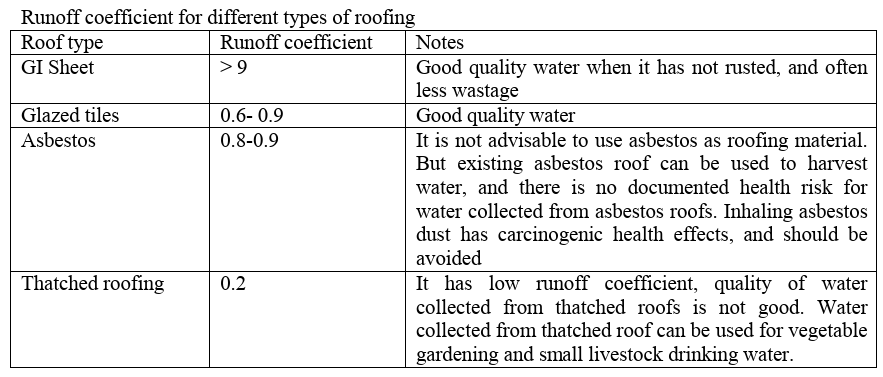 Runoff coefficient for different types of roofing
Roof type Runoff coefficient Notes
GI Sheet > 9 Good quality water when it has not rusted, and often
less wastage
Glazed tiles 0.6- 0.9 Good quality water
Asbestos 0.8-0.9 It is not advisable to use asbestos as roofing material.
But existing asbestos roof can be used to harvest
water, and there is no documented health risk for
water collected from asbestos roofs. Inhaling asbestos
dust has carcinogenic health effects, and should be
avoided
Thatched roofing 0.2 It has low runoff coefficient, quality of water
collected from thatched roofs is not good. Water
collected from thatched roof can be used for vegetable
gardening and small livestock drinking water.